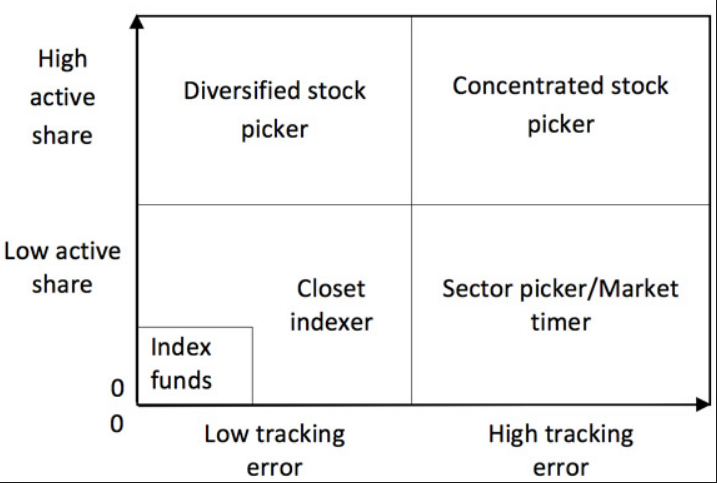 High
active
share
Diversified stock
picker
Concentrated stock
picker
Low active
share
Closet
indexer
Sector picker/Market
timer
Index
funds
0
0
Low tracking
error
High tracking
error